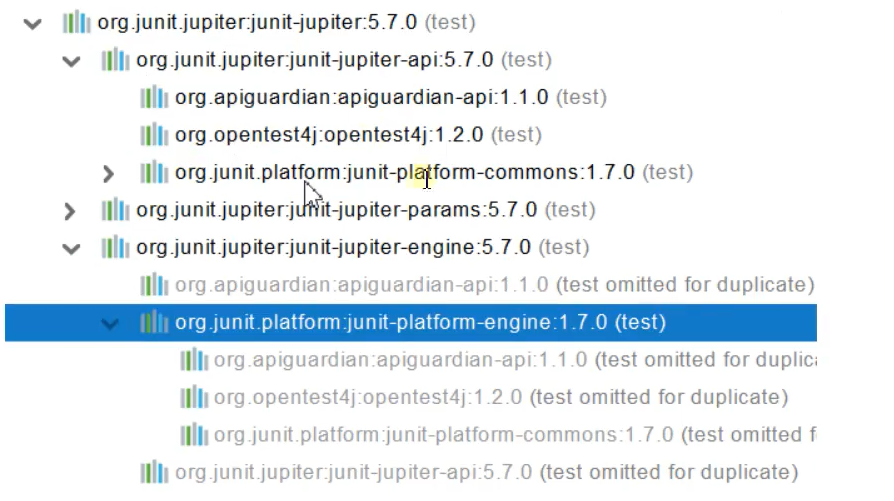 org.junit.jupiter:junit-jupiter:5.7.0 (test)
org.junit.jupiter:junit-jupiter-api:5.7.0 (test)
org.apiguardian:apiguardian-api:1.1.0 (test)
org.opentest4j:opentest4j:1.2.0 (test)
org.junit.platform:junit-platform-commons:1.7.0 (test)
org.junit.jupiter:junit-jupiter-params:5.7.0 (test)
org.junit.jupiter:junit-jupiter-engine:5.7.0 (test)
org.apiguardian:apiguardian-api:1.1.0 (test omitted for duplicate)
org.junit.platform:junit-platform-engine:1.7.0 (test)
org.apiguardian:apiguardian-api:1.1.0 (test omitted for duplic
org.opentest4j:opentest4j:1.2.0 (test omitted for duplicate)
org.junit.platform:junit-platform-commons:1.7.0 (test omitted f
org.junit.jupiter:junit-jupiter-api:5.7.0 (test omitted for duplicate)